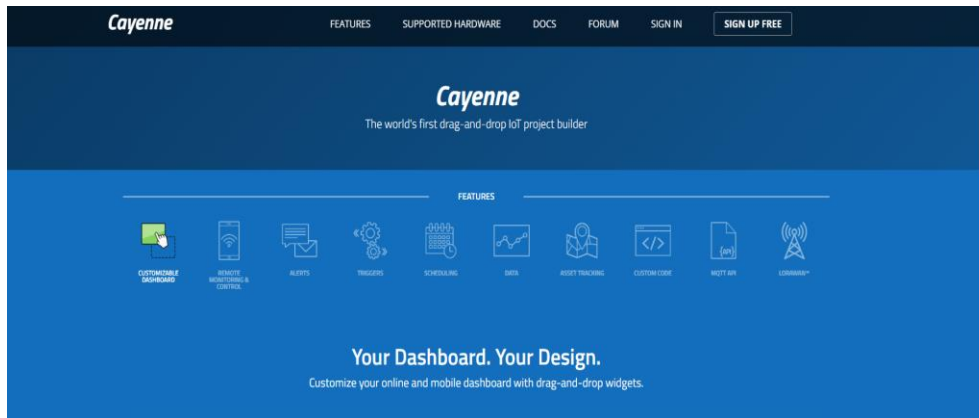 Cayenne FEATURES SUPPORTED HARDWARE DOCS FORUM SIGN IN SIGN UP FREE
Cayenne
The world's first drag-and-drop IoT project builder
FEATURES
CUSTOMIZABLE DASHBOARD
REMOTE MONITORING & CONTROL
ALERTS
TRIGGERS
SCHEDULING
DATA
ASSET TRACKING
</>
CUSTOM CODE
{API}
MQTT API
LORAWAN™
Your Dashboard. Your Design.
Customize your online and mobile dashboard with drag-and-drop widgets.